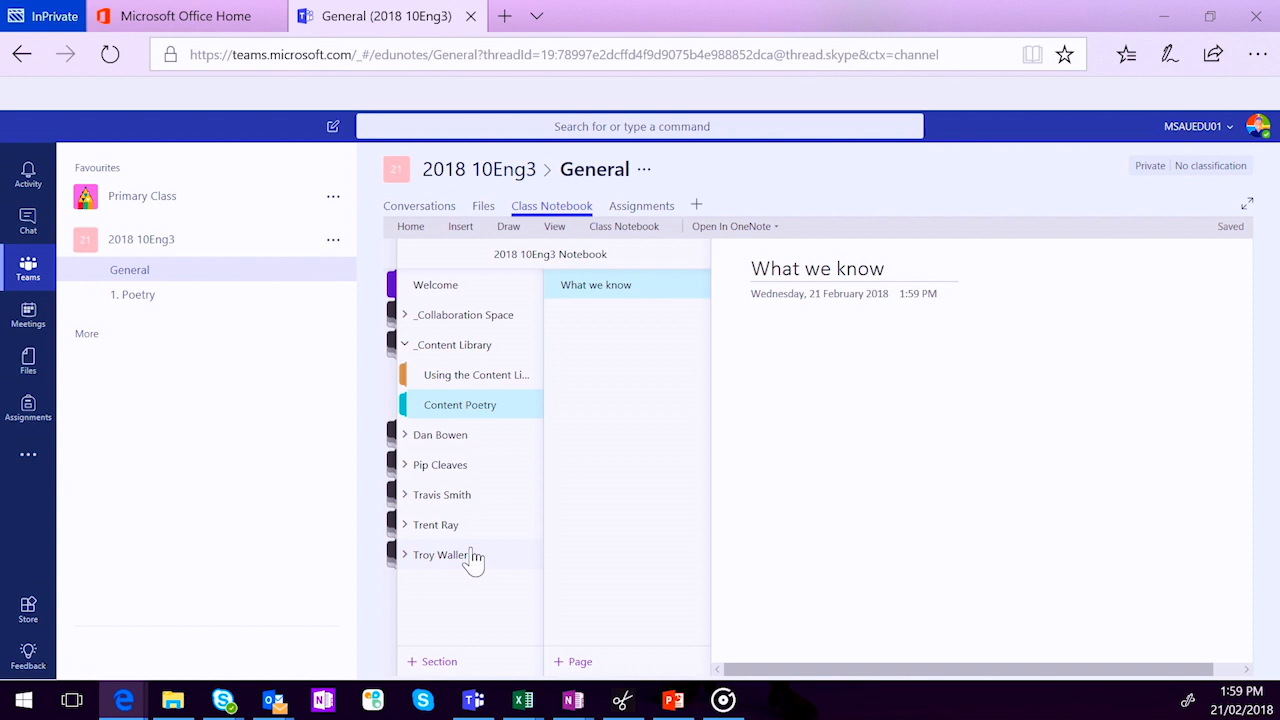 InPrivate
Microsoft Office Home
General (2018 10Eng3)
https://teams.microsoft.com/_#/edunotes/General?threadId=19:78997e2dcffd4f9d9075b4e988852dca@thread.skype&ctx=channel
Search for or type a command
MSAUEDU01
Activity
Chat
Teams
Meetings
Files
Assignments
Store
Feedback
Favourites
Primary Class
21 2018 10Eng3
General
1. Poetry
More
21 2018 10Eng3 > General
Private No classification
Conversations Files Class Notebook Assignments
Home Insert Draw View Class Notebook Open In OneNote Saved
2018 10Eng3 Notebook
Welcome
_Collaboration Space
_Content Library
Using the Content Li...
Content Poetry
Dan Bowen
Pip Cleaves
Travis Smith
Trent Ray
Troy Waller
+ Section
What we know
+ Page
What we know
Wednesday, 21 February 2018 1:59 PM
1:59 PM
21/02/2018